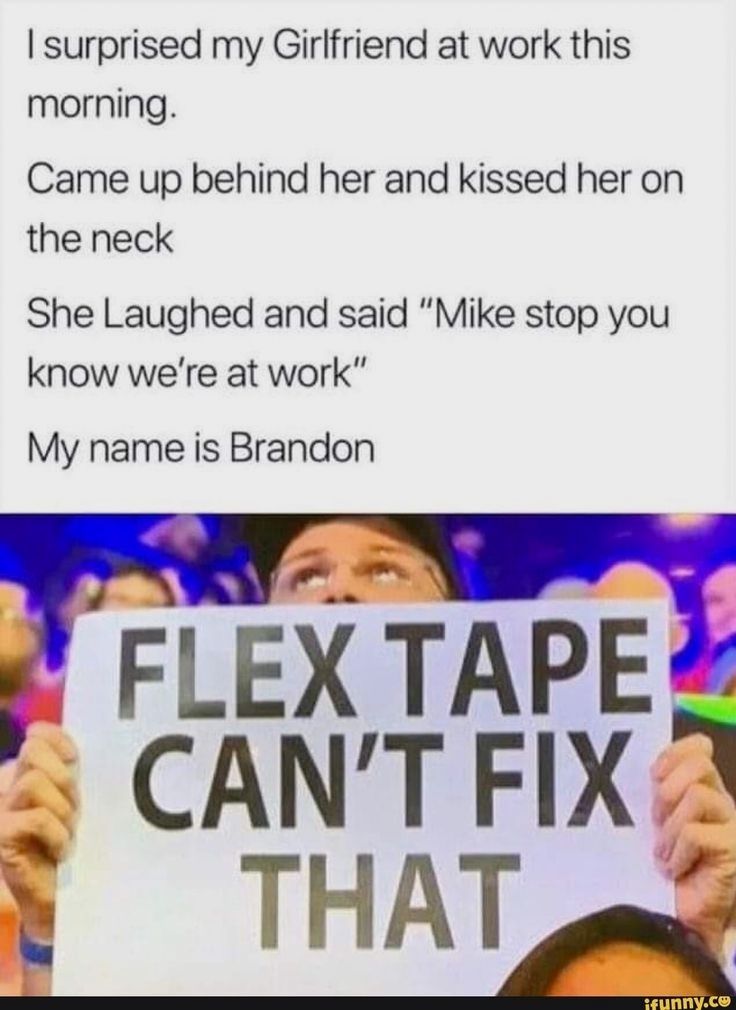 I surprised my Girlfriend at work this
morning.
Came up behind her and kissed her on
the neck
She Laughed and said "Mike stop you
know we're at work"
My name is Brandon
FLEX TAPE
CAN'T FIX
THAT
ifunny.co